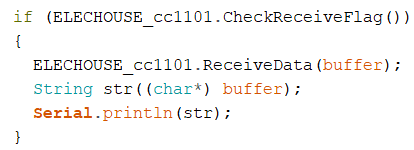 if (ELECHOUSE_cc1101.CheckReceiveFlag())
{
  ELECHOUSE_cc1101.ReceiveData(buffer);
  String str((char*) buffer);
  Serial.println(str);
}